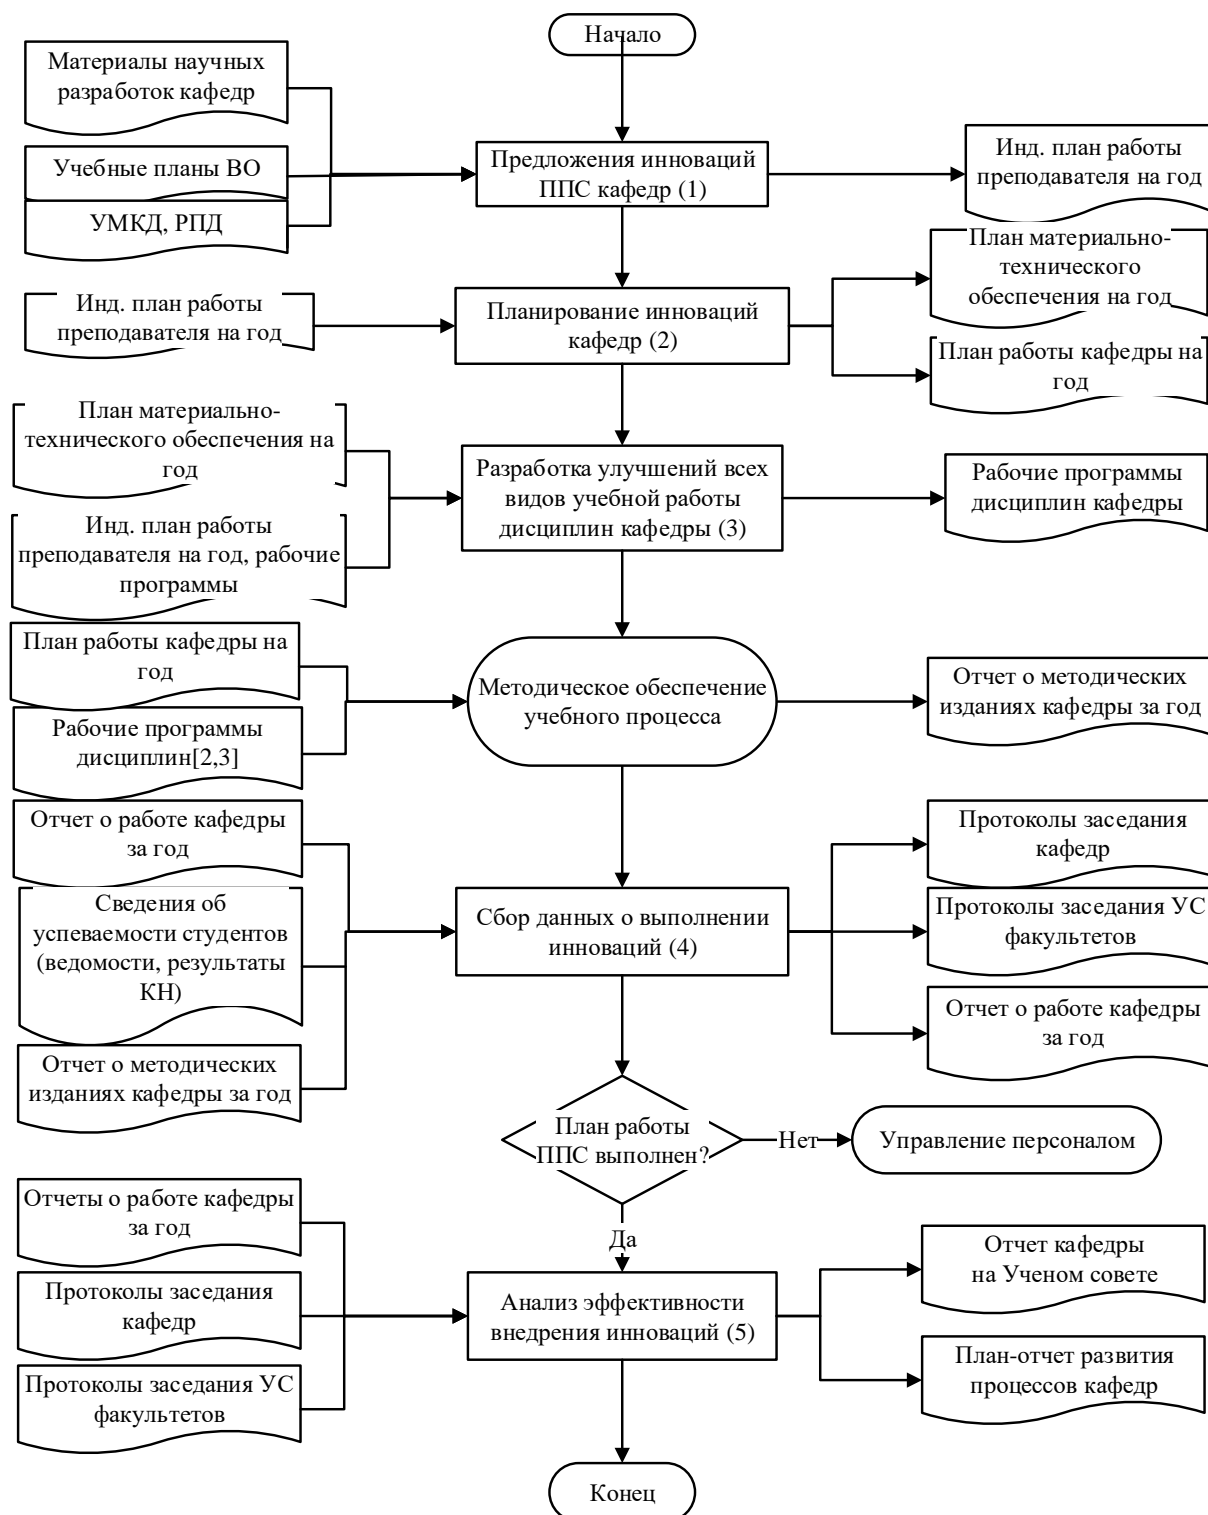 Начало
Материалы научных
разработок кафедр
Учебные планы ВО
УМКД, РПД
Предложения инноваций
ППС кафедр (1)
Инд. план работы
преподавателя на год
Инд. план работы
преподавателя на год
Планирование инноваций
кафедр (2)
План материально-
технического
обеспечения на год
План работы кафедры на
год
План материально-
технического обеспечения на
год
Инд. план работы
преподавателя на год, рабочие
программы
Разработка улучшений всех
видов учебной работы
дисциплин кафедры (3)
Рабочие программы
дисциплин кафедры
План работы кафедры на
год
Рабочие программы
дисциплин[2,3]
Методическое обеспечение
учебного процесса
Отчет о методических
изданиях кафедры за год
Отчет о работе кафедры
за год
Сведения об
успеваемости студентов
(ведомости, результаты
КН)
Отчет о методических
изданиях кафедры за год
Сбор данных о выполнении
инноваций (4)
Протоколы заседания
кафедр
Протоколы заседания УС
факультетов
Отчет о работе кафедры
за год
План работы
ППС выполнен?
Нет
Управление персоналом
Да
Отчеты о работе кафедры
за год
Протоколы заседания
кафедр
Протоколы заседания УС
факультетов
Анализ эффективности
внедрения инноваций (5)
Отчет кафедры
на Ученом совете
План-отчет развития
процессов кафедр
Конец